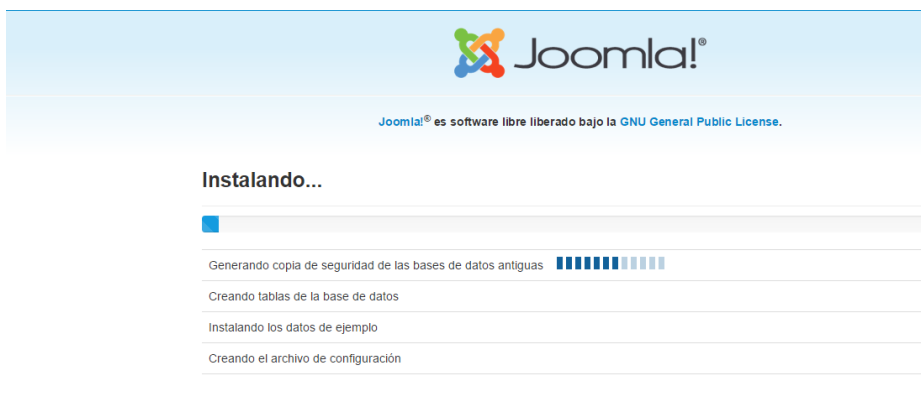 Joomla!®
Joomla!® es software libre liberado bajo la GNU General Public License.
Instalando...
Generando copia de seguridad de las bases de datos antiguas
Creando tablas de la base de datos
Instalando los datos de ejemplo
Creando el archivo de configuración